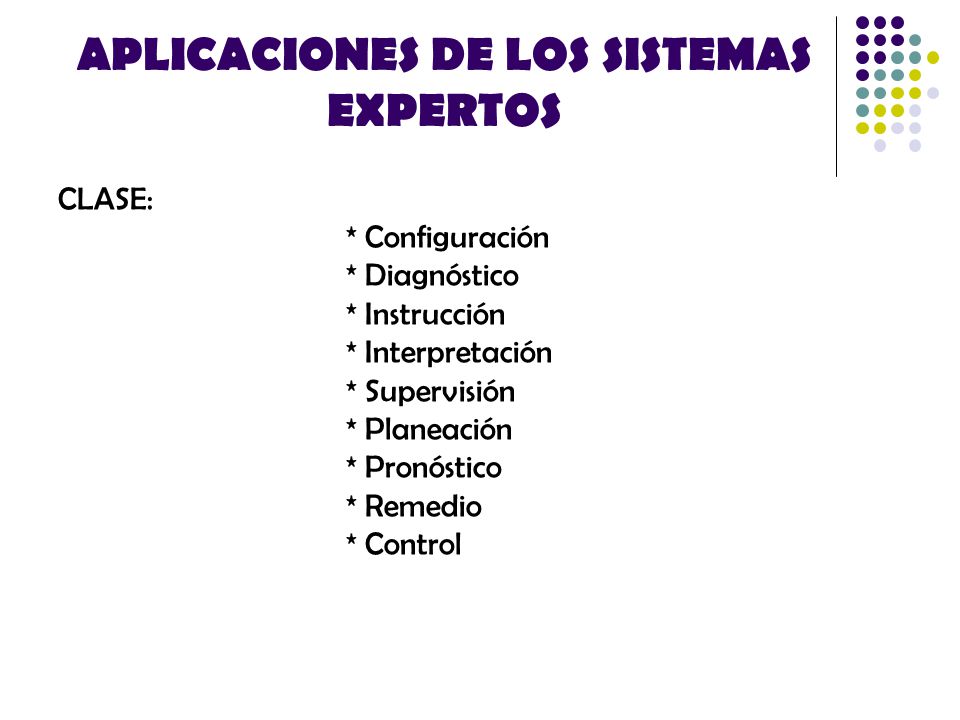 APLICACIONES DE LOS SISTEMAS
EXPERTOS
CLASE:
* Configuración
* Diagnóstico
* Instrucción
* Interpretación
* Supervisión
* Planeación
* Pronóstico
* Remedio
* Control